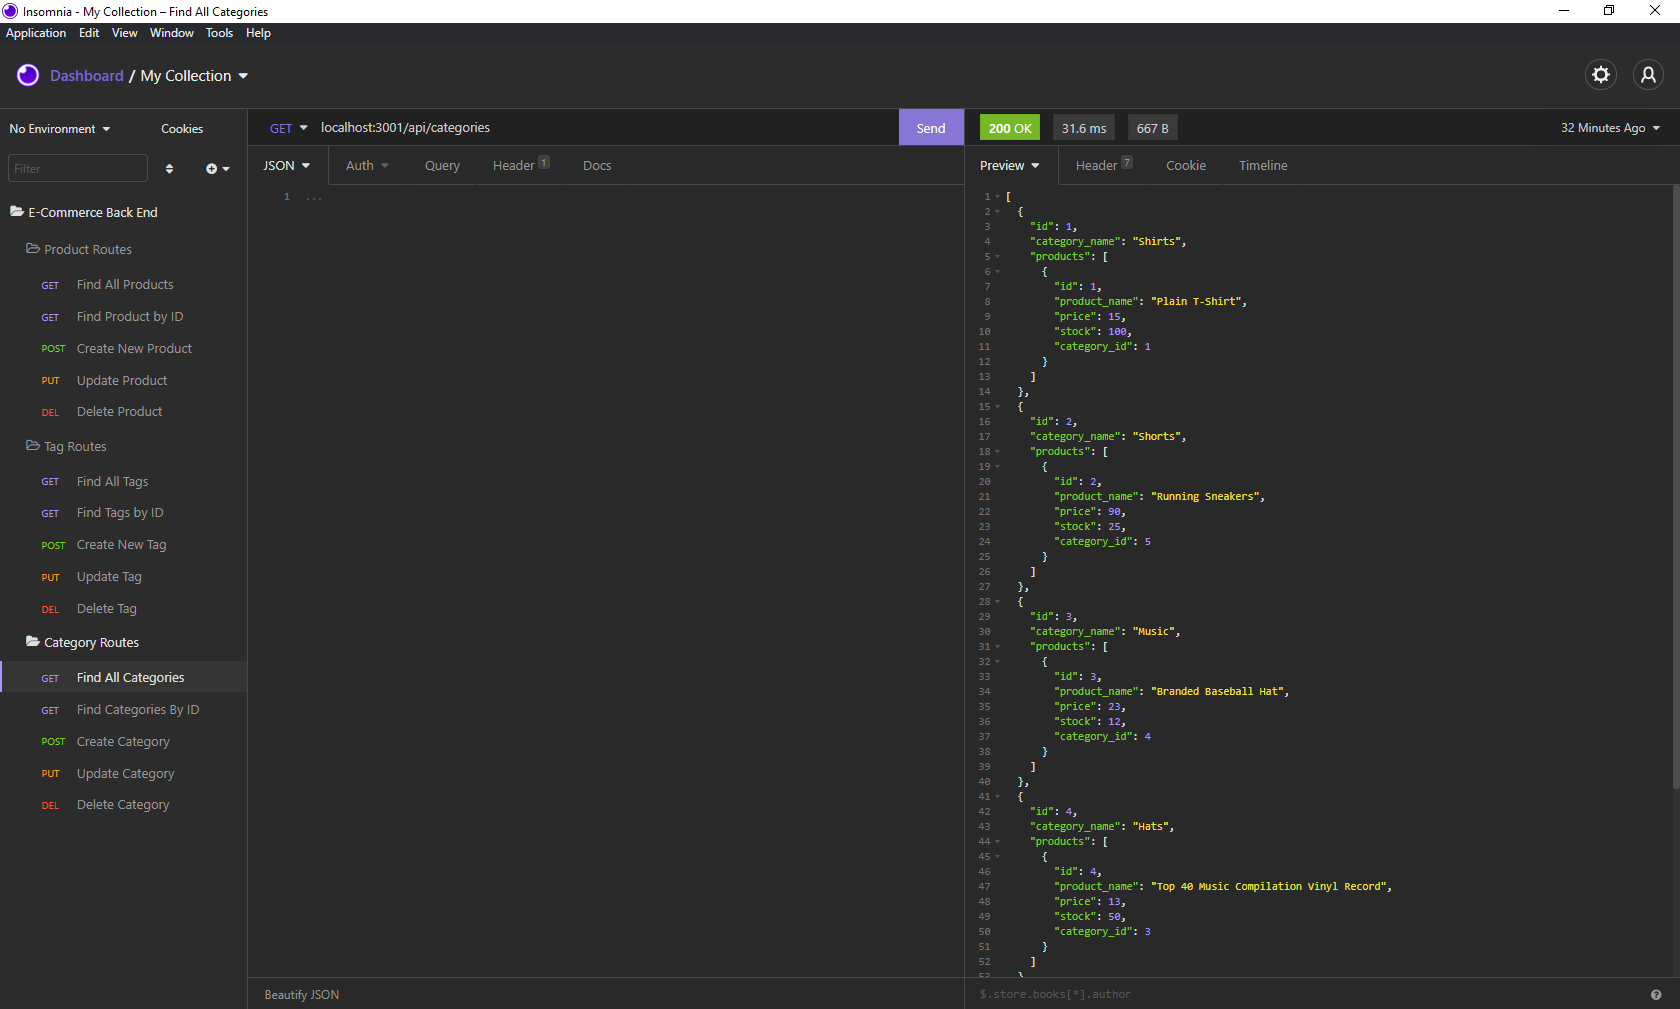 Insomnia - My Collection – Find All Categories
Application Edit View Window Tools Help
Dashboard / My Collection
No Environment Cookies
Filter
E-Commerce Back End
Product Routes
GET Find All Products
GET Find Product by ID
POST Create New Product
PUT Update Product
DEL Delete Product
Tag Routes
GET Find All Tags
GET Find Tags by ID
POST Create New Tag
PUT Update Tag
DEL Delete Tag
Category Routes
GET Find All Categories
GET Find Categories By ID
POST Create Category
PUT Update Category
DEL Delete Category
GET localhost:3001/api/categories Send
JSON Auth Query Header 1 Docs
1 ...
Beautify JSON
200 OK 31.6 ms 667 B 32 Minutes Ago
Preview Header 7 Cookie Timeline
1 [
2 {
3 "id": 1,
4 "category_name": "Shirts",
5 "products": [
6 {
7 "id": 1,
8 "product_name": "Plain T-Shirt",
9 "price": 15,
10 "stock": 100,
11 "category_id": 1
12 }
13 ]
14 },
15 {
16 "id": 2,
17 "category_name": "Shorts",
18 "products": [
19 {
20 "id": 2,
21 "product_name": "Running Sneakers",
22 "price": 90,
23 "stock": 25,
24 "category_id": 5
25 }
26 ]
27 },
28 {
29 "id": 3,
30 "category_name": "Music",
31 "products": [
32 {
33 "id": 3,
34 "product_name": "Branded Baseball Hat",
35 "price": 23,
36 "stock": 12,
37 "category_id": 4
38 }
39 ]
40 },
41 {
42 "id": 4,
43 "category_name": "Hats",
44 "products": [
45 {
46 "id": 4,
47 "product_name": "Top 40 Music Compilation Vinyl Record",
48 "price": 13,
49 "stock": 50,
50 "category_id": 3
51 }
52 ]
53 }
$.store.books[*].author